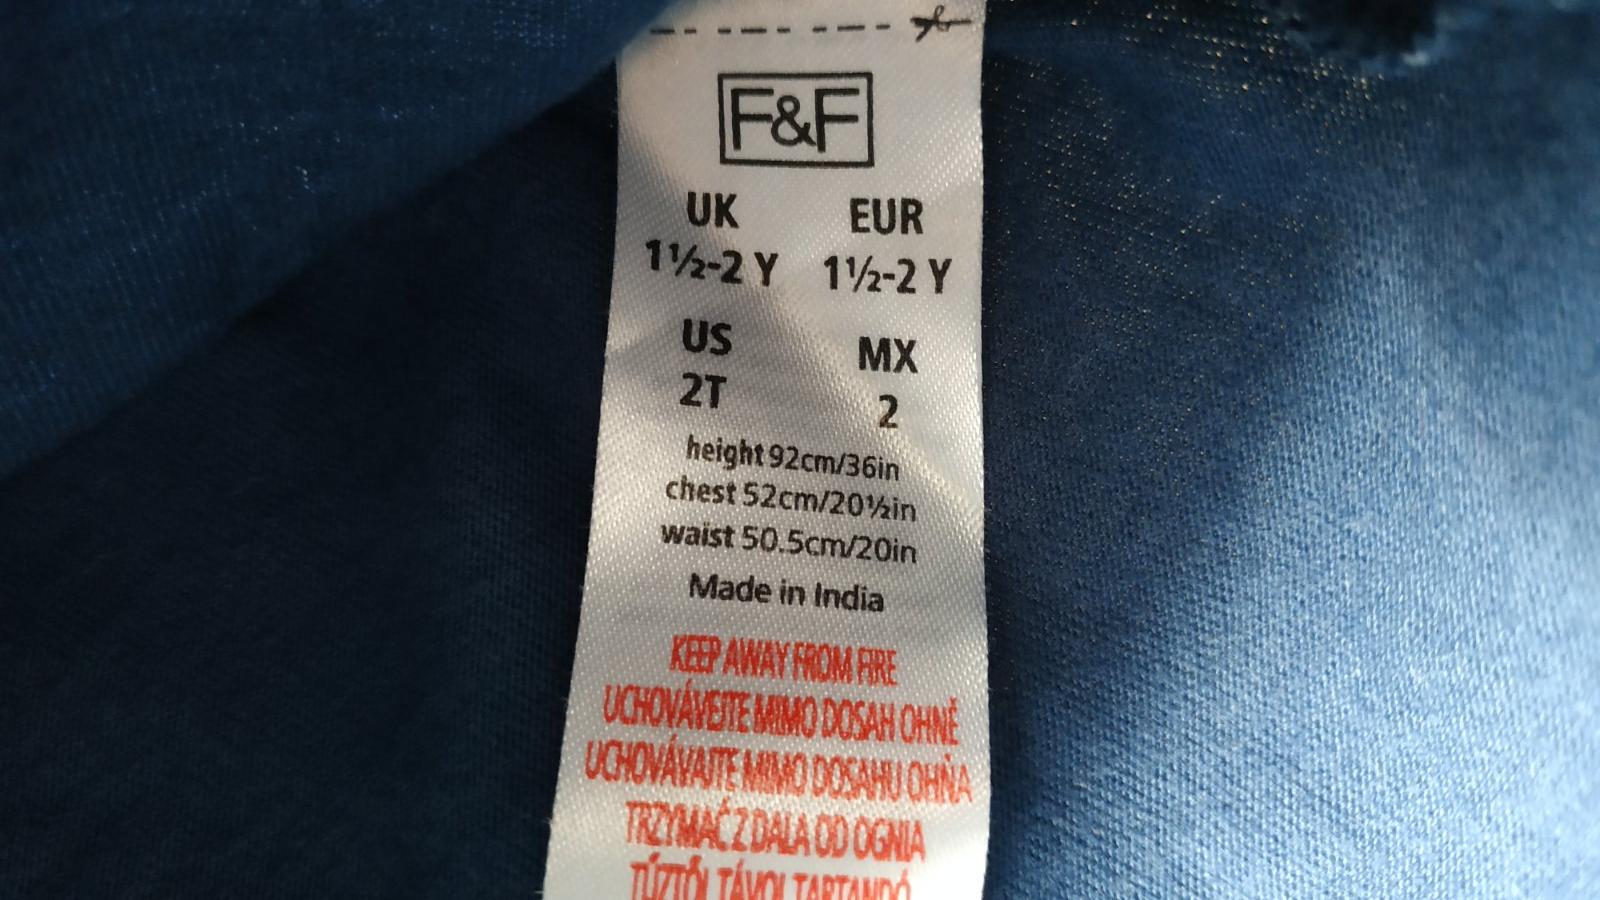 F&F
UK EUR
1½-2 Y 1½-2 Y
US MX
2T 2
height 92cm/36in
chest 52cm/20½in
waist 50.5cm/20in
Made in India
KEEP AWAY FROM FIRE
UCHOVÁVEJTE MIMO DOSAH OHNĚ
UCHOVÁVAJTE MIMO DOSAHU OHŇA
TRZYMAĆ Z DALA OD OGNIA
TŰZTŐL TÁVOL TARTANDÓ